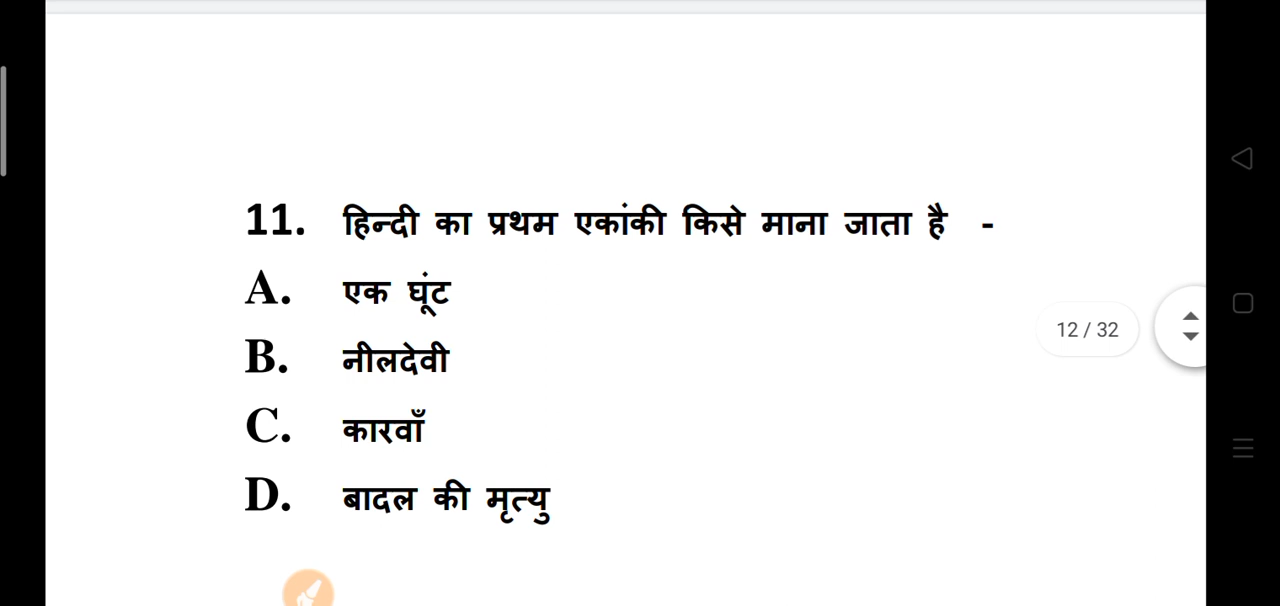 11. हिन्दी का प्रथम एकांकी किसे माना जाता है -
A. एक घूंट
B. नीलदेवी
12 / 32
C. कारवाँ
D. बादल की मृत्यु